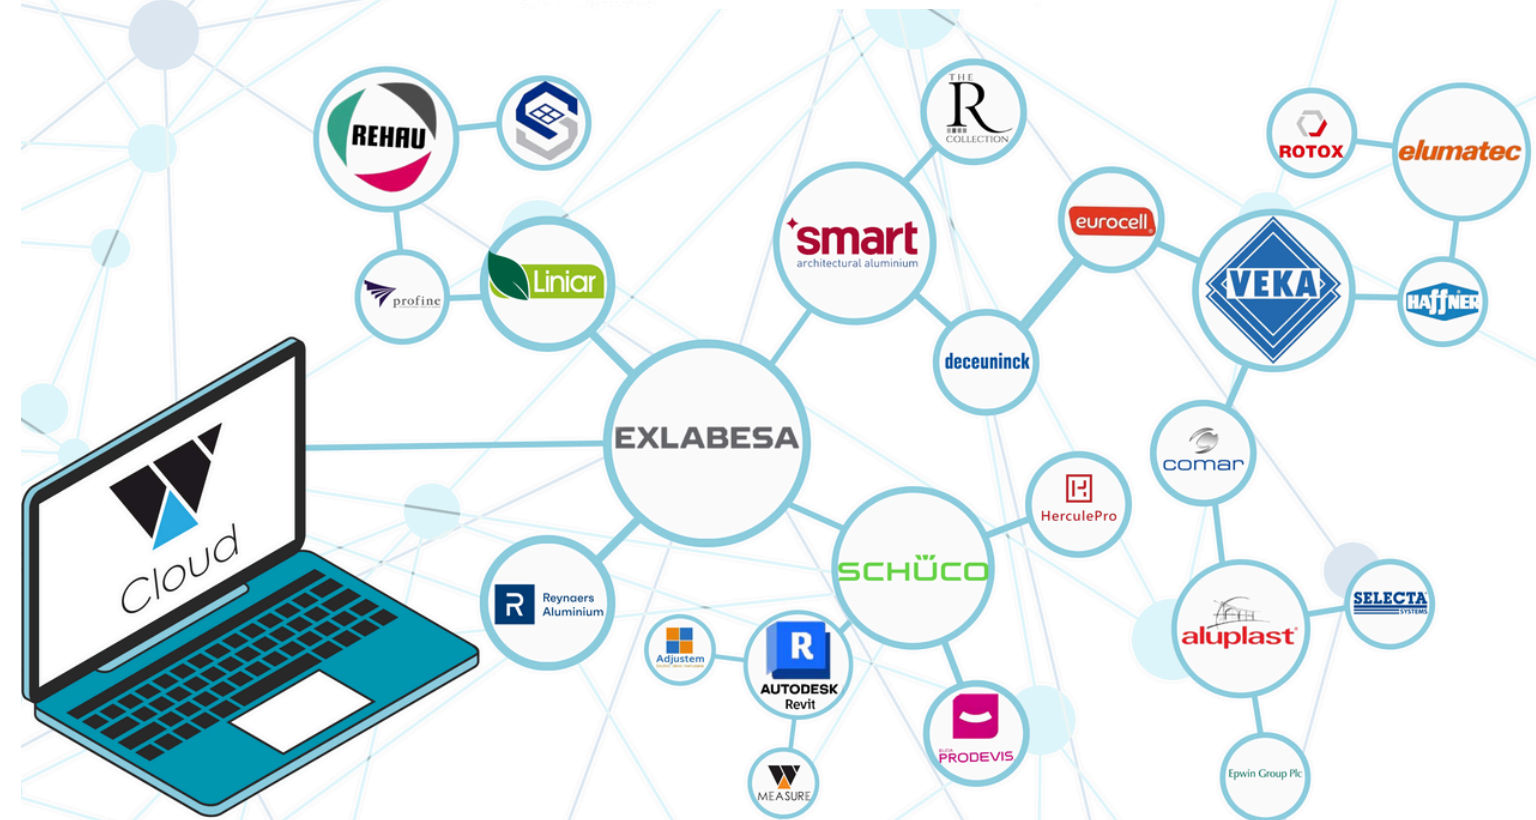 REHAU
THE
R
COLLECTION
ROTOX
elumatec
smart
architectural aluminium
eurocell
VEKA
HAffNER
Liniar
profine
deceuninck
EXLABESA
comar
Cloud
HerculePro
SCHÜCO
R
Reynaers
Aluminium
Adjustem
R
AUTODESK
Revit
aluplast
SELECTA
SYSTEMS
ELCIA
PRODEVIS
MEASURE
Epwin Group Plc